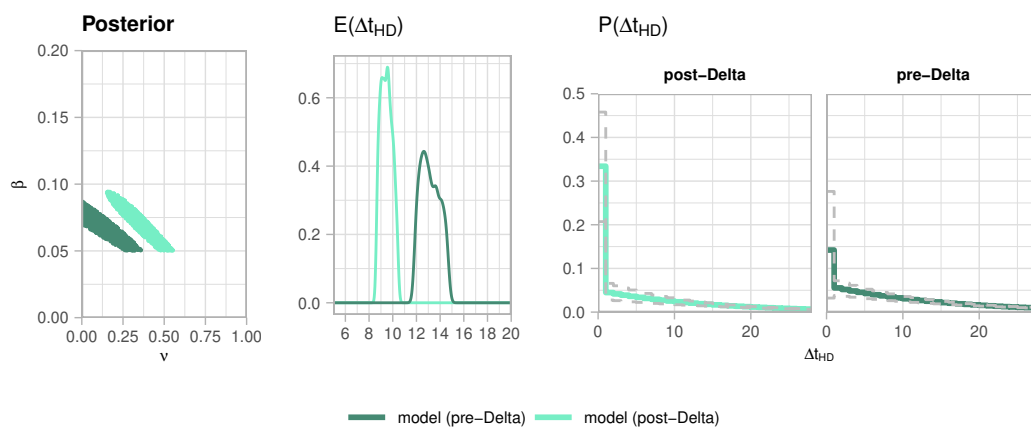 Posterior
E(Δt_HD)
P(Δt_HD)
post−Delta
pre−Delta
0.20
0.15
0.10
0.05
0.00
β
0.00 0.25 0.50 0.75 1.00
ν
0.6
0.4
0.2
0.0
6 8 10 12 14 16 18 20
0.5
0.4
0.3
0.2
0.1
0.0
0 10 20
0 10 20
Δt_HD
model (pre−Delta)
model (post−Delta)